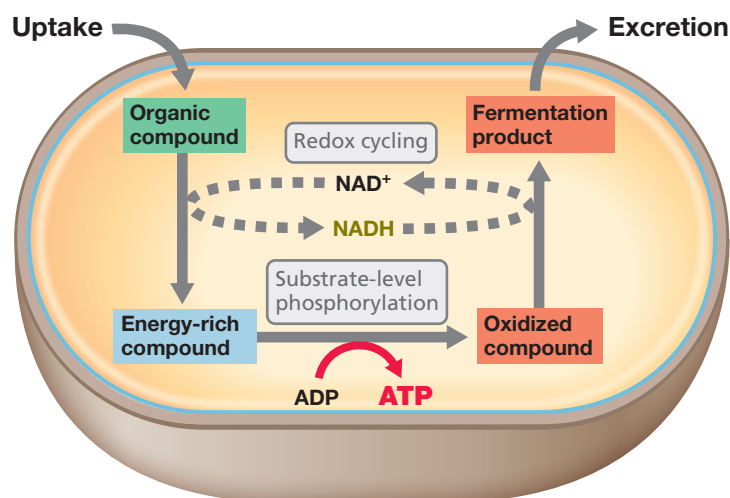 Uptake
Excretion
Organic
compound
Fermentation
product
Redox cycling
NAD+
NADH
Substrate-level
phosphorylation
Energy-rich
compound
Oxidized
compound
ADP
ATP